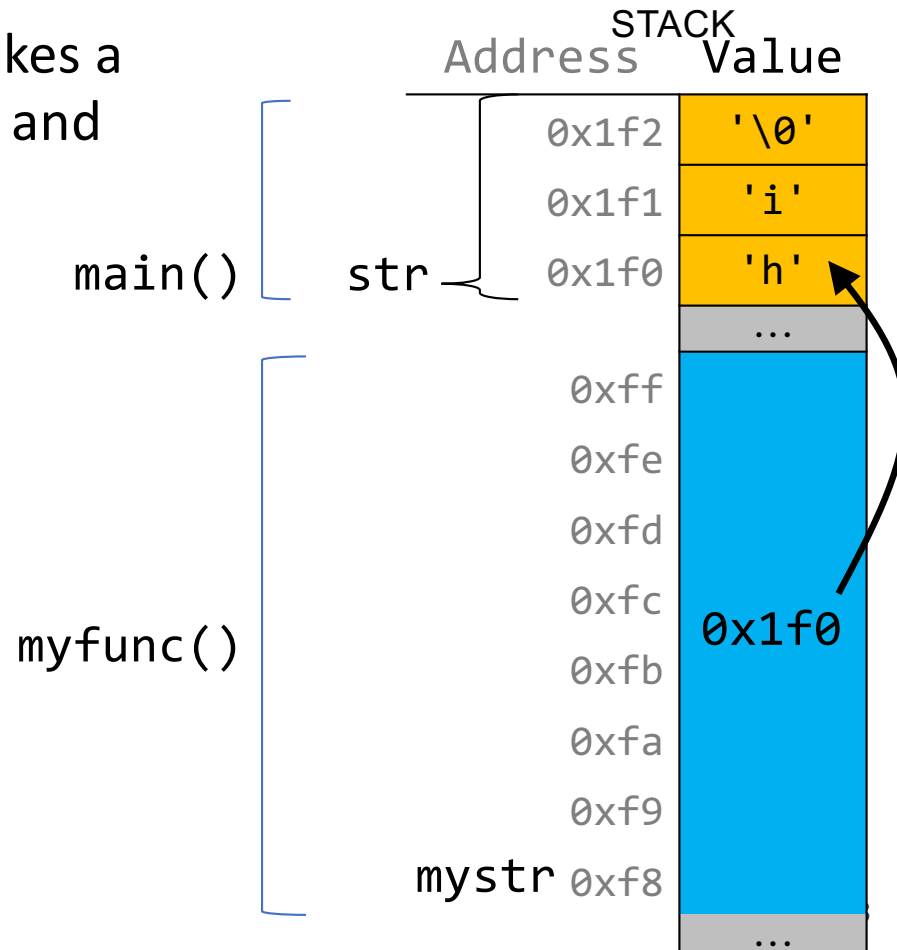 STACK
kes a
and
Address Value
0x1f2 '\0'
0x1f1 'i'
main() str 0x1f0 'h'
...
0xff
0xfe
0xfd
0xfc
0x1f0
myfunc()
0xfb
0xfa
0xf9
mystr 0xf8
...